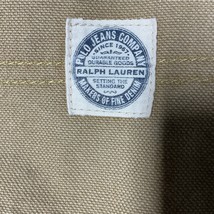 POLO JEANS COMPANY
SINCE 1967
GUARANTEED
DURABLE GOODS
RALPH LAUREN
SETTING THE
STANDARD
MAKERS OF FINE DENIM